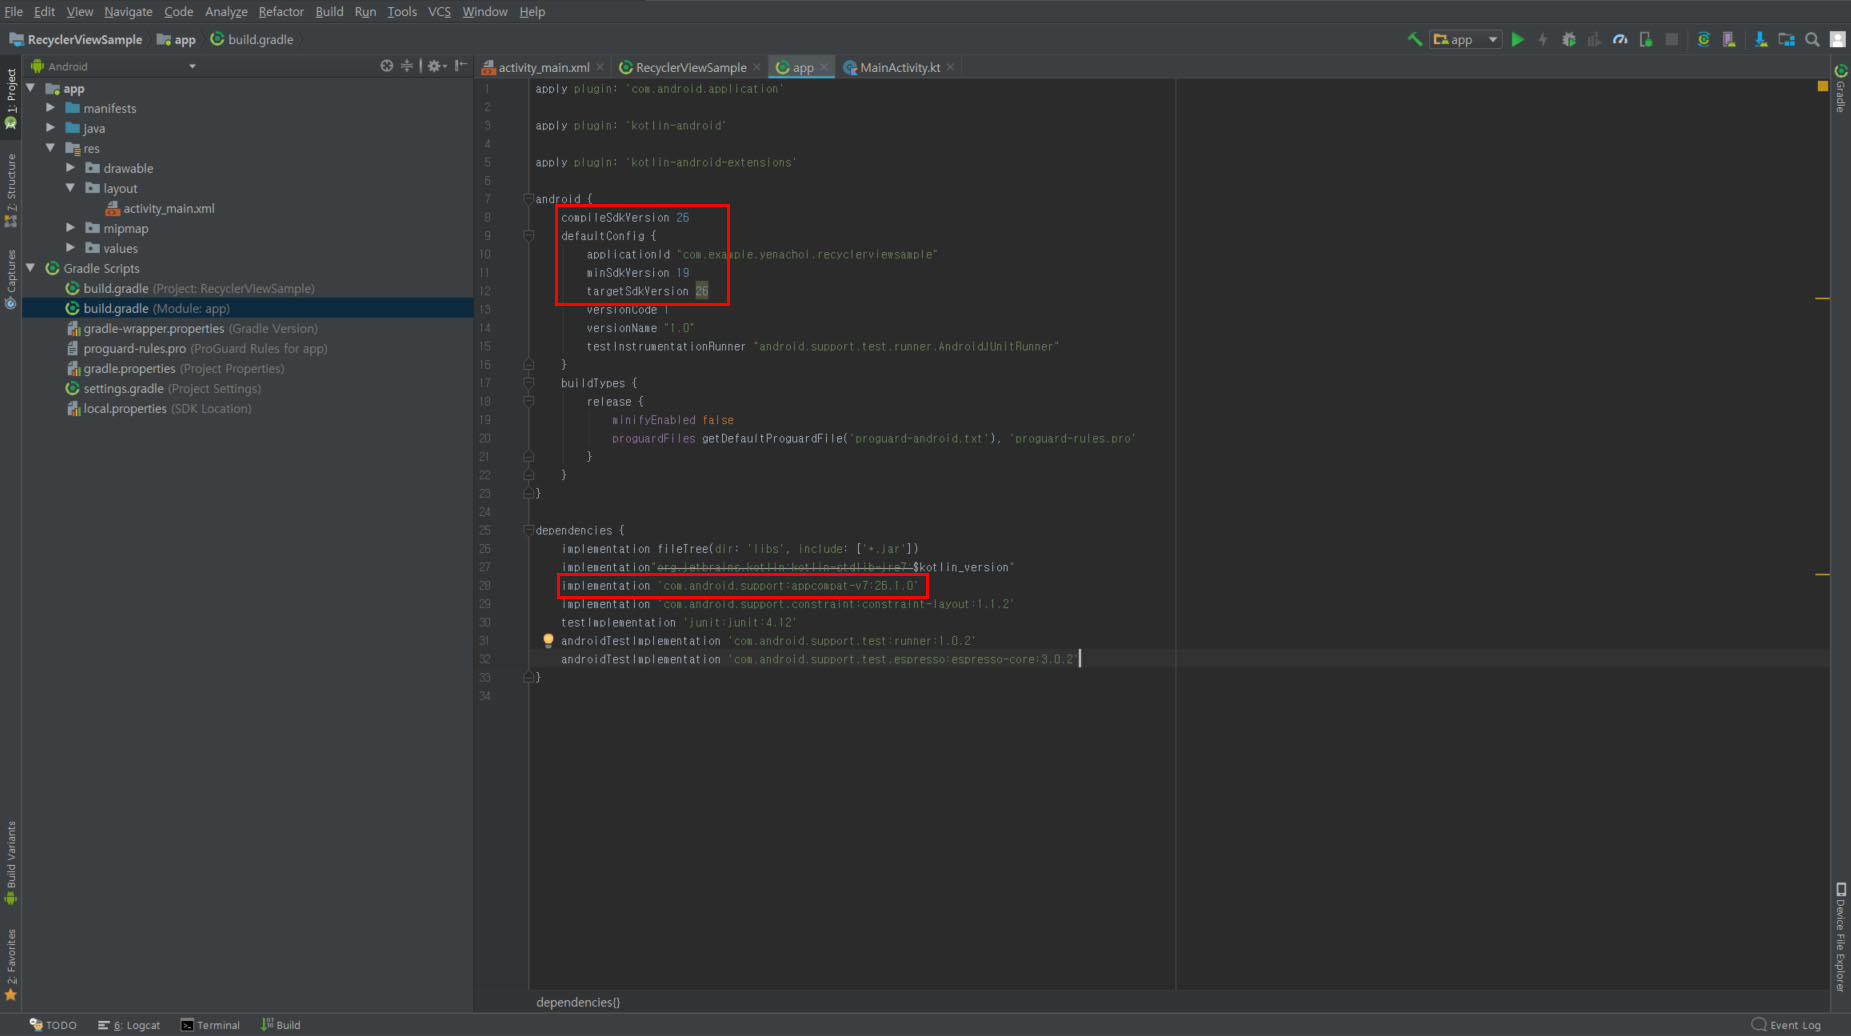 File Edit View Navigate Code Analyze Refactor Build Run Tools VCS Window Help
RecyclerViewSample app build.gradle
app
Android
activity_main.xml RecyclerViewSample app MainActivity.kt
1: Project
7: Structure
Captures
Build Variants
2: Favorites
app
manifests
java
res
drawable
layout
activity_main.xml
mipmap
values
Gradle Scripts
build.gradle (Project: RecyclerViewSample)
build.gradle (Module: app)
gradle-wrapper.properties (Gradle Version)
proguard-rules.pro (ProGuard Rules for app)
gradle.properties (Project Properties)
settings.gradle (Project Settings)
local.properties (SDK Location)
1 apply plugin: 'com.android.application'
2
3 apply plugin: 'kotlin-android'
4
5 apply plugin: 'kotlin-android-extensions'
6
7 android {
8 compileSdkVersion 26
9 defaultConfig {
10 applicationId "com.example.yenachoi.recyclerviewsample"
11 minSdkVersion 19
12 targetSdkVersion 26
13 versionCode 1
14 versionName "1.0"
15 testInstrumentationRunner "android.support.test.runner.AndroidJUnitRunner"
16 }
17 buildTypes {
18 release {
19 minifyEnabled false
20 proguardFiles getDefaultProguardFile('proguard-android.txt'), 'proguard-rules.pro'
21 }
22 }
23 }
24
25 dependencies {
26 implementation fileTree(dir: 'libs', include: ['*.jar'])
27 implementation"org.jetbrains.kotlin:kotlin-stdlib-jre7:$kotlin_version"
28 implementation 'com.android.support:appcompat-v7:26.1.0'
29 implementation 'com.android.support.constraint:constraint-layout:1.1.2'
30 testImplementation 'junit:junit:4.12'
31 androidTestImplementation 'com.android.support.test:runner:1.0.2'
32 androidTestImplementation 'com.android.support.test.espresso:espresso-core:3.0.2'
33 }
34
dependencies{}
Gradle
Device File Explorer
TODO 6: Logcat Terminal Build Event Log